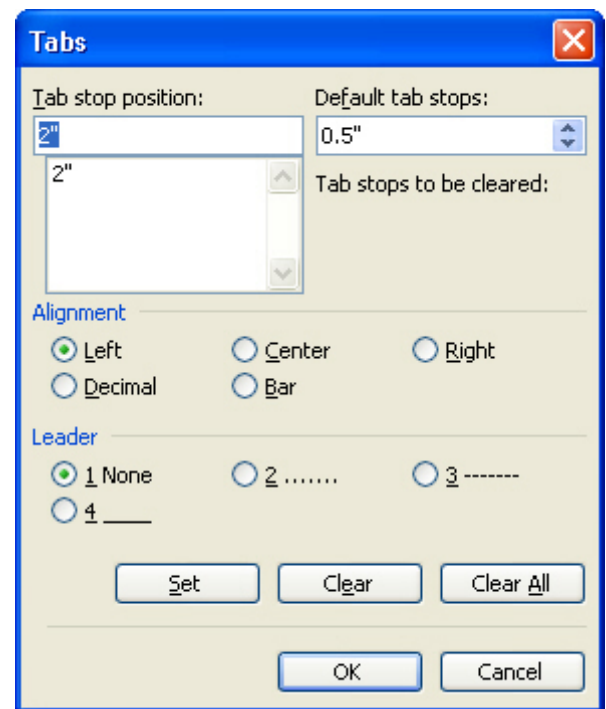 Tabs
Tab stop position:
Default tab stops:
2"
0.5"
2"
Tab stops to be cleared:
Alignment
Left
Center
Right
Decimal
Bar
Leader
1 None
2 .......
3 -------
4 ____
Set
Clear
Clear All
OK
Cancel